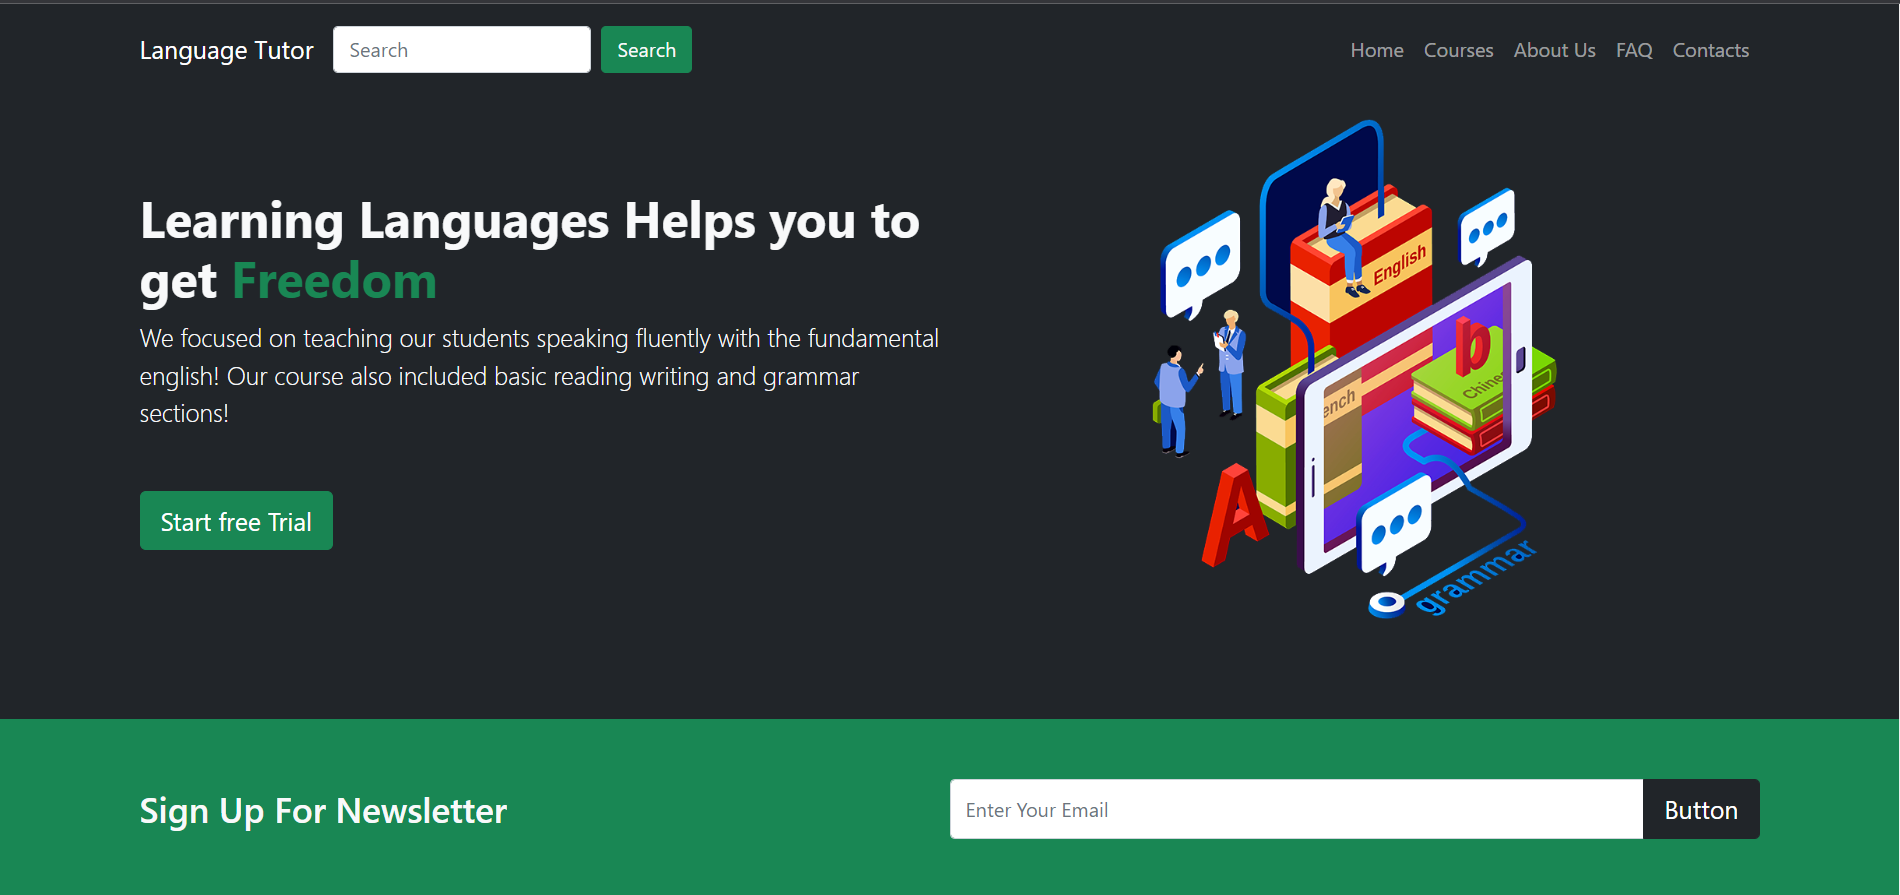 Language Tutor Search Search Home Courses About Us FAQ Contacts
Learning Languages Helps you to
get Freedom
We focused on teaching our students speaking fluently with the fundamental
english! Our course also included basic reading writing and grammar
sections!
Start free Trial
English
b
Chine
ench
A
grammar
Sign Up For Newsletter Enter Your Email Button